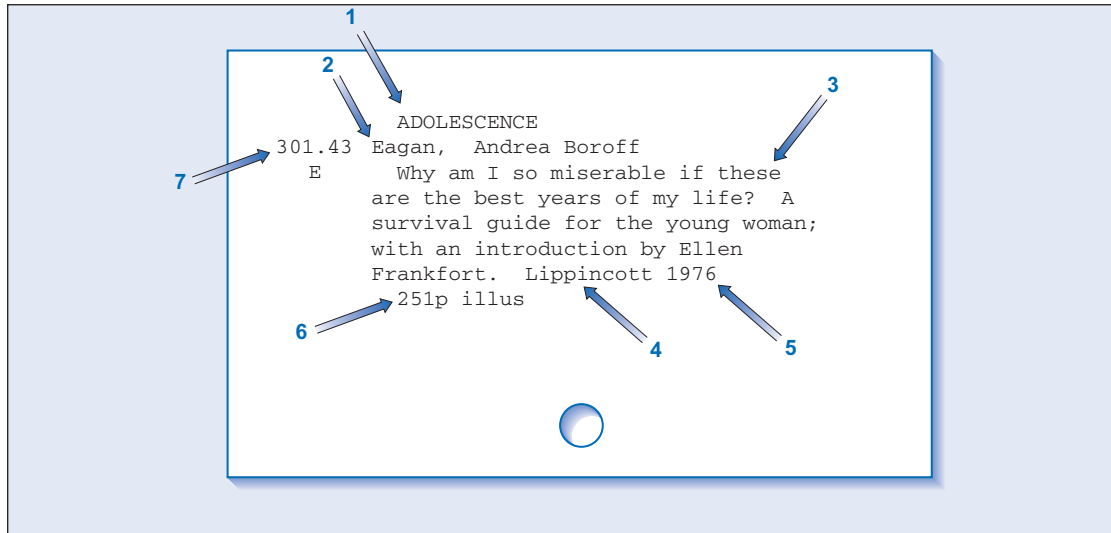 1
2
3
ADOLESCENCE
301.43 Eagan, Andrea Boroff
7
E Why am I so miserable if these
are the best years of my life? A
survival guide for the young woman;
with an introduction by Ellen
Frankfort. Lippincott 1976
251p illus
6
4
5